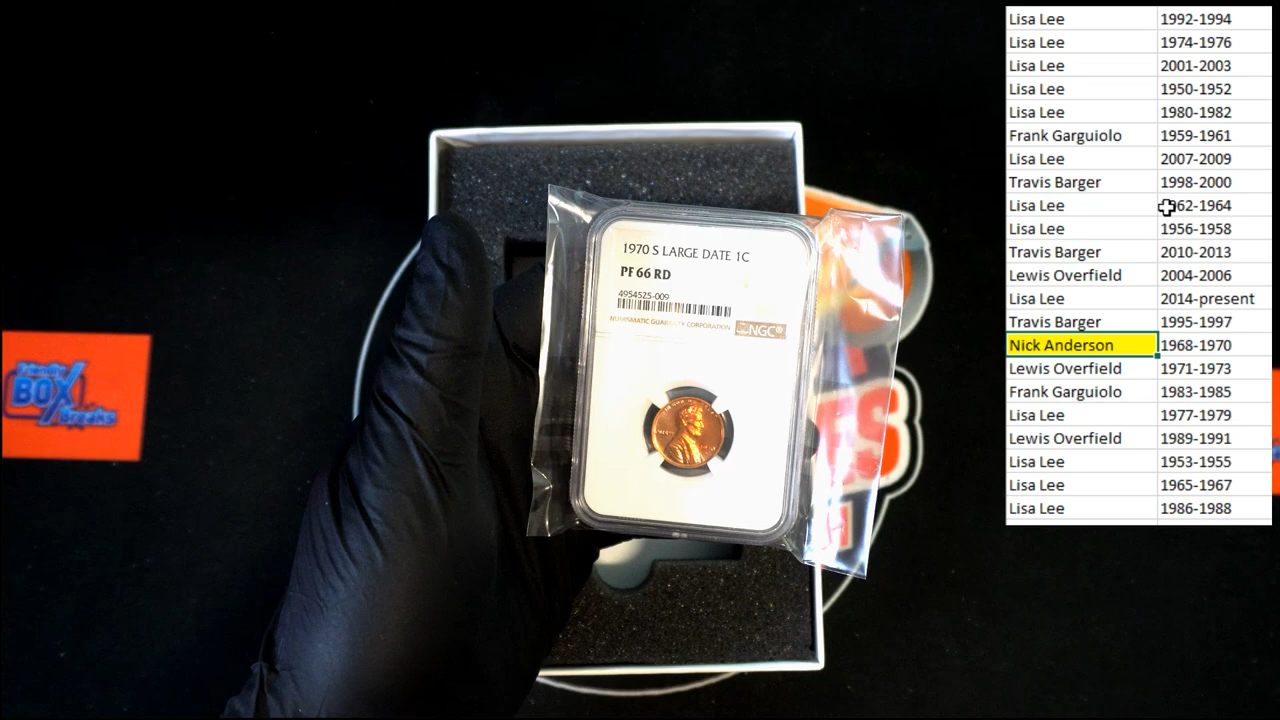 Lisa Lee 1992-1994
Lisa Lee 1974-1976
Lisa Lee 2001-2003
Lisa Lee 1950-1952
Lisa Lee 1980-1982
Frank Garguiolo 1959-1961
Lisa Lee 2007-2009
Travis Barger 1998-2000
Lisa Lee 962-1964
Lisa Lee 1956-1958
Travis Barger 2010-2013
Lewis Overfield 2004-2006
Lisa Lee 2014-present
Travis Barger 1995-1997
Nick Anderson 1968-1970
Lewis Overfield 1971-1973
Frank Garguiolo 1983-1985
Lisa Lee 1977-1979
Lewis Overfield 1989-1991
Lisa Lee 1953-1955
Lisa Lee 1965-1967
Lisa Lee 1986-1988
1970 S LARGE DATE 1C
PF 66 RD
4954525-009
NUMISMATIC GUARANTY CORPORATION NGC®
Friendly
BOX
Breaks